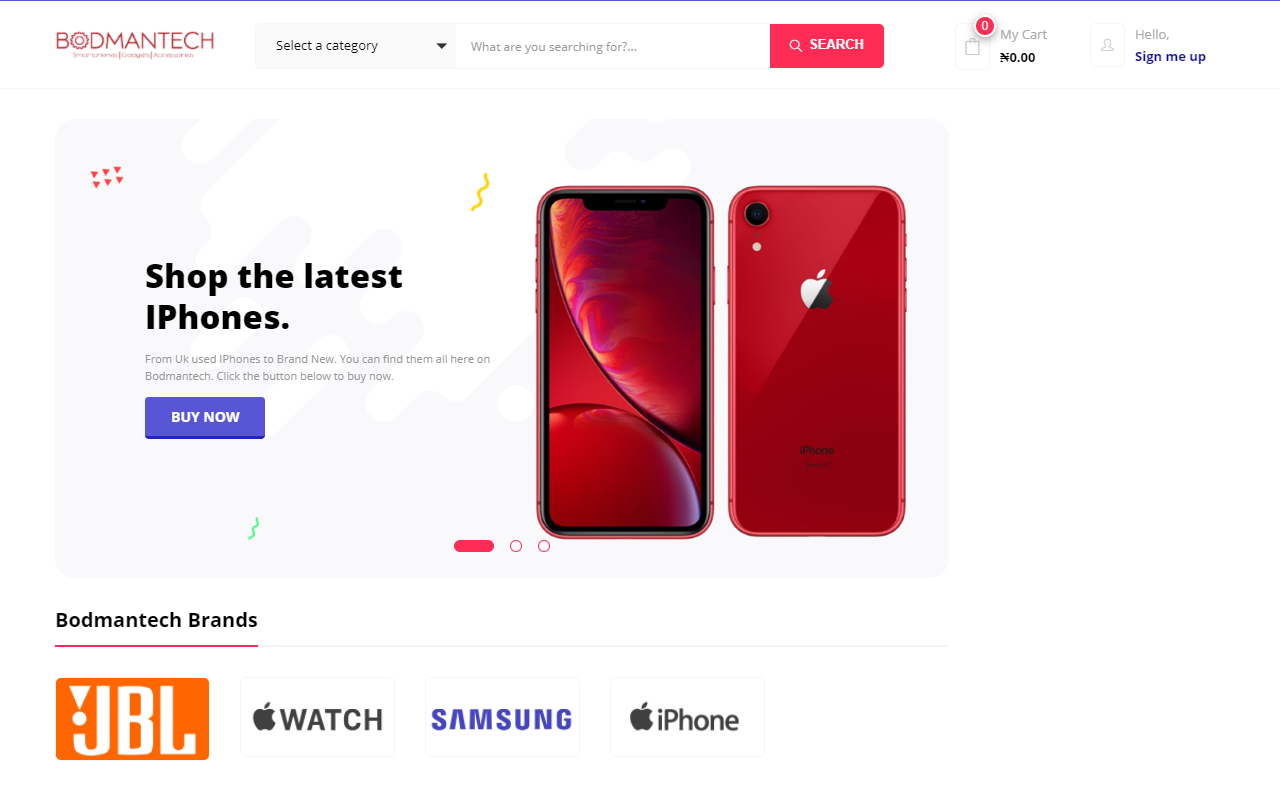 BODMANTECH
Smartphones|Gadgets|Accessories
Select a category
What are you searching for?...
SEARCH
0
My Cart
₦0.00
Hello,
Sign me up
Shop the latest
IPhones.
From Uk used IPhones to Brand New. You can find them all here on
Bodmantech. Click the button below to buy now.
BUY NOW
iPhone
Bodmantech Brands
JBL
WATCH
SAMSUNG
iPhone